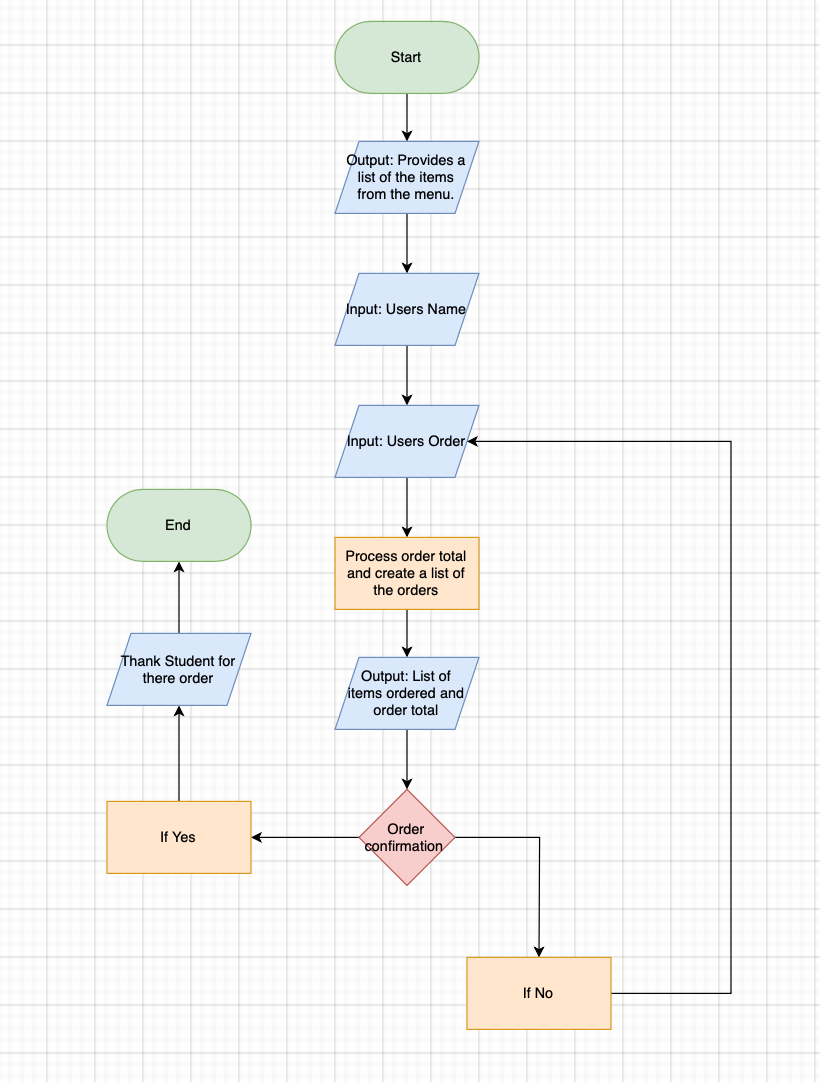 Start
Output: Provides a
list of the items
from the menu.
Input: Users Name
Input: Users Order
Process order total
and create a list of
the orders
Output: List of
items ordered and
order total
Order
confirmation
If Yes
Thank Student for
there order
End
If No